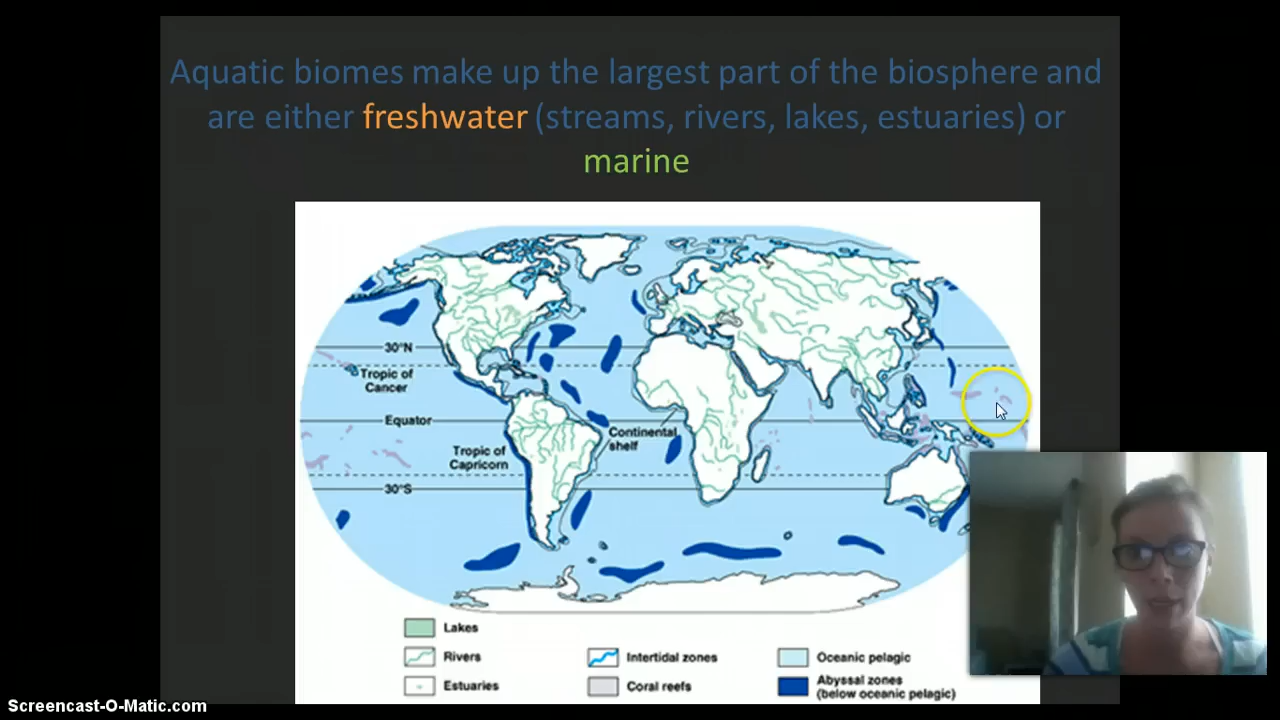 Aquatic biomes make up the largest part of the biosphere and
are either freshwater (streams, rivers, lakes, estuaries) or
marine
30°N
Tropic of
Cancer
Equator
Continental
shelf
Tropic of
Capricorn
30°S
Lakes
Rivers
Intertidal zones
Oceanic pelagic
Estuaries
Coral reefs
Abyssal zones
(below oceanic pelagic)
Screencast-O-Matic.com